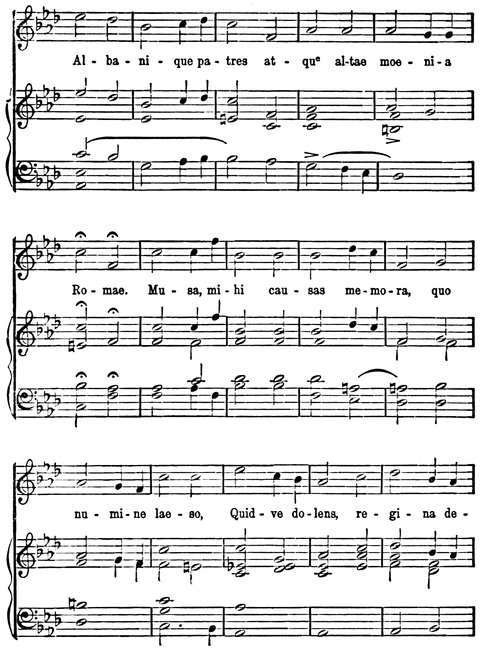 Al - ba - ni - que pa - tres at - que al-tae moe - ni - a
Ro - mae. Mu - sa, mi - hi cau - sas me - mo - ra, quo
nu - mi - ne lae - so, Quid - ve do - lens, re - gi - na de -